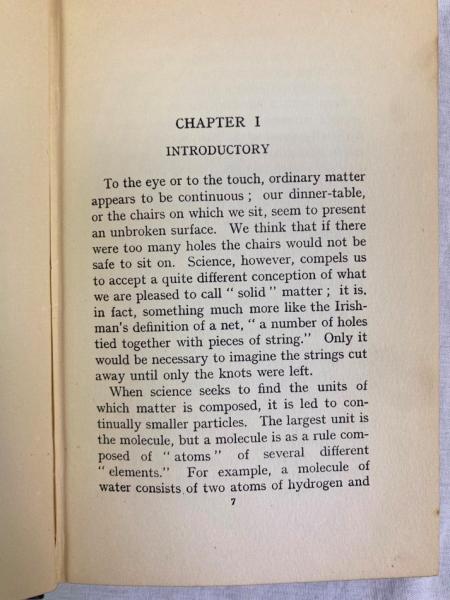 CHAPTER I
INTRODUCTORY
To the eye or to the touch, ordinary matter
appears to be continuous ; our dinner-table,
or the chairs on which we sit, seem to present
an unbroken surface. We think that if there
were too many holes the chairs would not be
safe to sit on. Science, however, compels us
to accept a quite different conception of what
we are pleased to call " solid " matter ; it is,
in fact, something much more like the Irish-
man's definition of a net, " a number of holes
tied together with pieces of string." Only it
would be necessary to imagine the strings cut
away until only the knots were left.
When science seeks to find the units of
which matter is composed, it is led to con-
tinually smaller particles. The largest unit is
the molecule, but a molecule is as a rule com-
posed of " atoms " of several different
" elements." For example, a molecule of
water consists of two atoms of hydrogen and
7